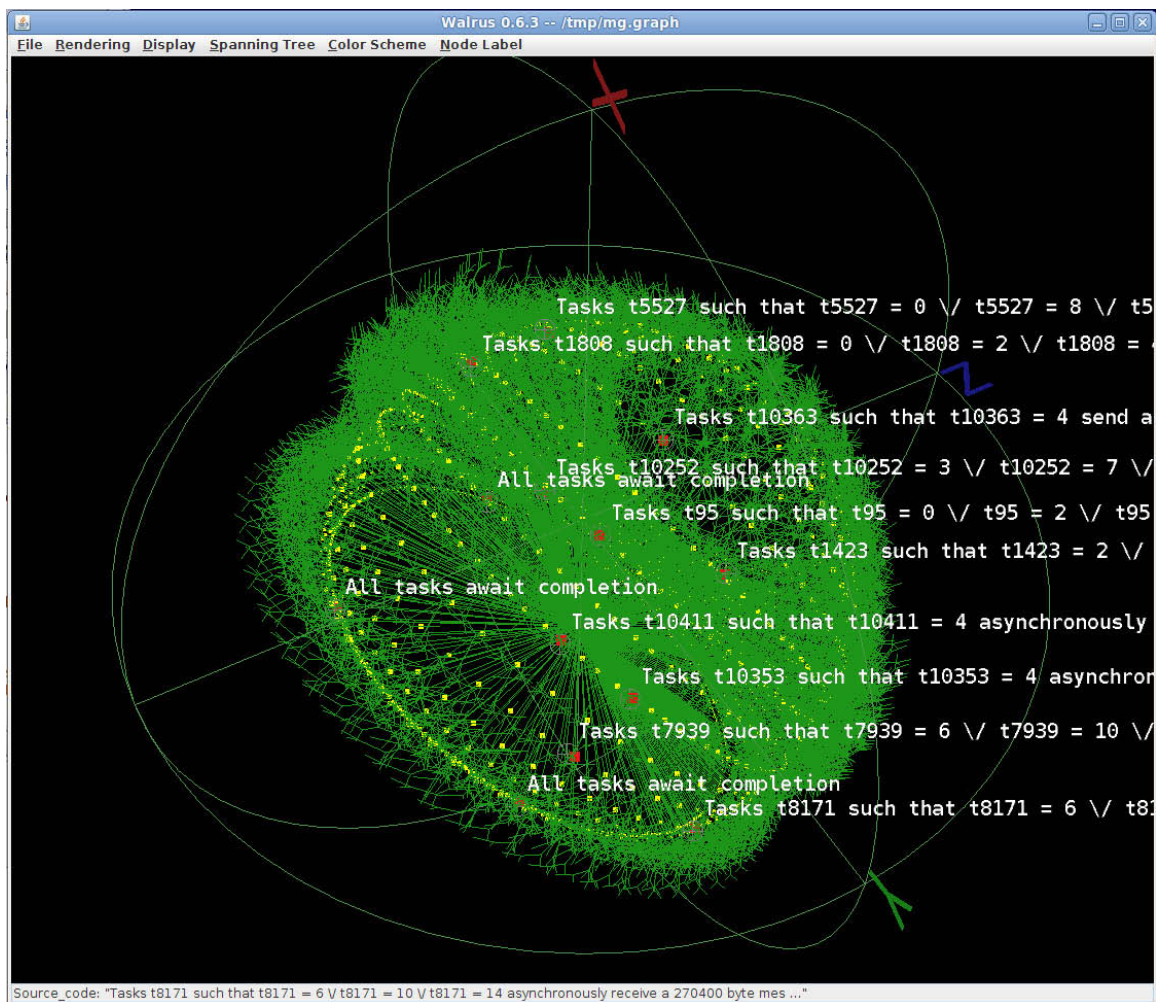 Walrus 0.6.3 -- /tmp/mg.graph
File Rendering Display Spanning Tree Color Scheme Node Label
X
Tasks t5527 such that t5527 = 0 \/ t5527 = 8 \/ t5
Tasks t1808 such that t1808 = 0 \/ t1808 = 2 \/ t1808 =
Z
Tasks t10363 such that t10363 = 4 send a
Tasks t10252 such that t10252 = 3 \/ t10252 = 7 \/
All tasks await completion
Tasks t95 such that t95 = 0 \/ t95 = 2 \/ t95
Tasks t1423 such that t1423 = 2 \/
All tasks await completion
Tasks t10411 such that t10411 = 4 asynchronously
Tasks t10353 such that t10353 = 4 asynchron
Tasks t7939 such that t7939 = 6 \/ t7939 = 10 \/
All tasks await completion
Tasks t8171 such that t8171 = 6 \/ t81
Y
Source_code: "Tasks t8171 such that t8171 = 6 \/ t8171 = 10 \/ t8171 = 14 asynchronously receive a 270400 byte mes ..."